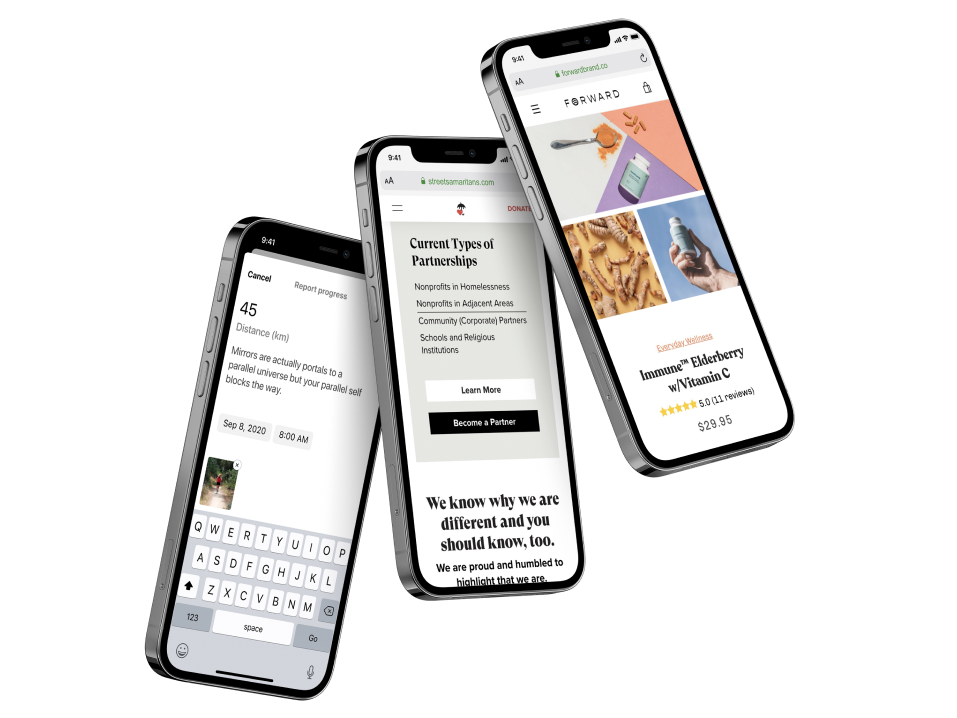 9:41
Cancel
Report progress
45
Distance (km)
Mirrors are actually portals to a
parallel universe but your parallel self
blocks the way.
Sep 8, 2020
8:00 AM
Q W E R T Y U I O P
A S D F G H J K L
Z X C V B N M
123
space
Go
9:41
AA
streetsamaritans.com
DONATE
Current Types of
Partnerships
Nonprofits in Homelessness
Nonprofits in Adjacent Areas
Community (Corporate) Partners
Schools and Religious
Institutions
Learn More
Become a Partner
We know why we are
different and you
should know, too.
We are proud and humbled to
highlight that we are.
9:41
AA
forwardbrand.co
FORWARD
Everyday Wellness
Immune™ Elderberry
w/Vitamin C
5.0 (11 reviews)
$29.95